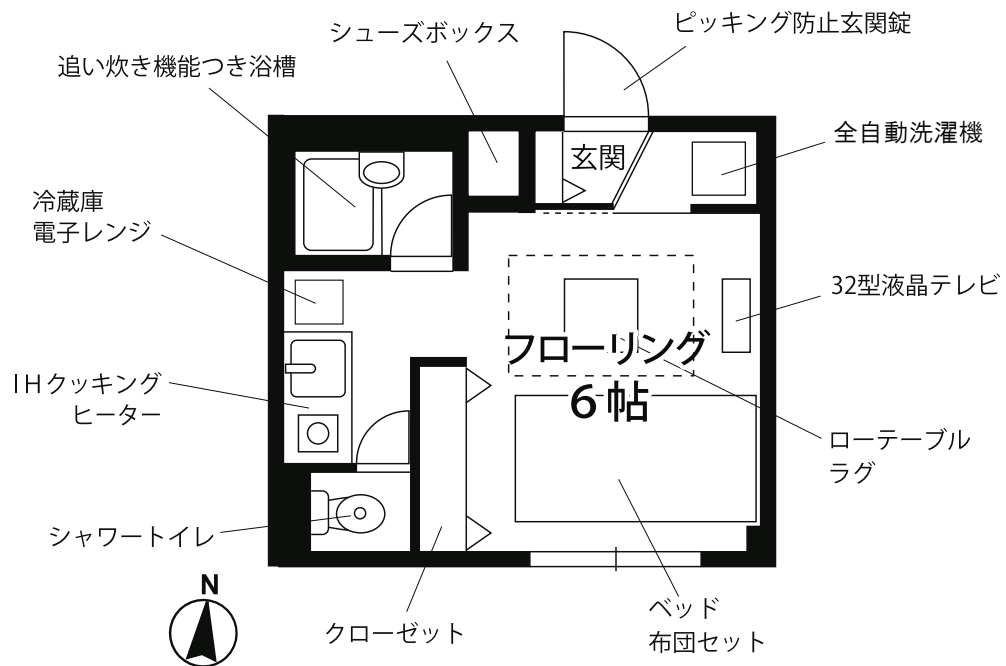 シューズボックス
ピッキング防止玄関錠
追い炊き機能つき浴槽
全自動洗濯機
玄関
冷蔵庫
電子レンジ
32型液晶テレビ
フローリング
6帖
IHクッキング
ヒーター
ローテーブル
ラグ
シャワートイレ
N
クローゼット
ベッド
布団セット